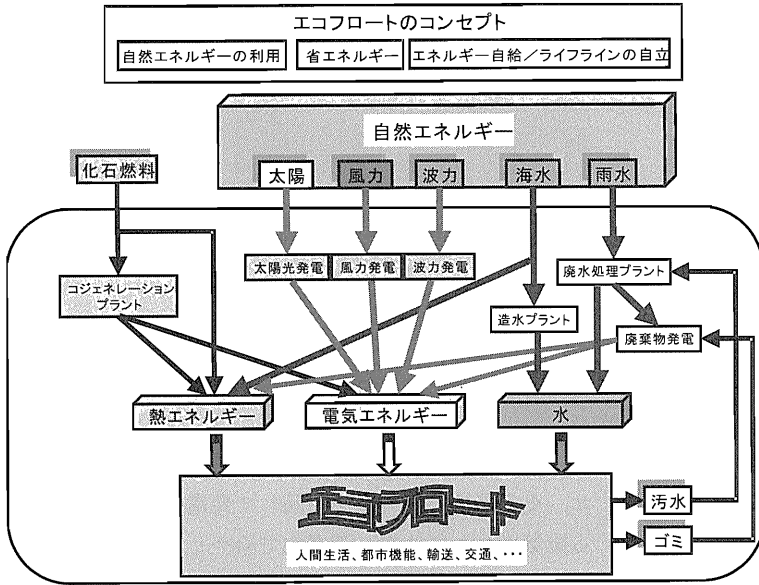 エコフロートのコンセプト
自然エネルギーの利用
省エネルギー
エネルギー自給／ライフラインの自立
自然エネルギー
化石燃料
太陽
風力
波力
海水
雨水
太陽光発電
風力発電
波力発電
廃水処理プラント
コジェネレーション
プラント
造水プラント
廃棄物発電
熱エネルギー
電気エネルギー
水
エコフロート
汚水
人間生活、都市機能、輸送、交通、・・・
ゴミ